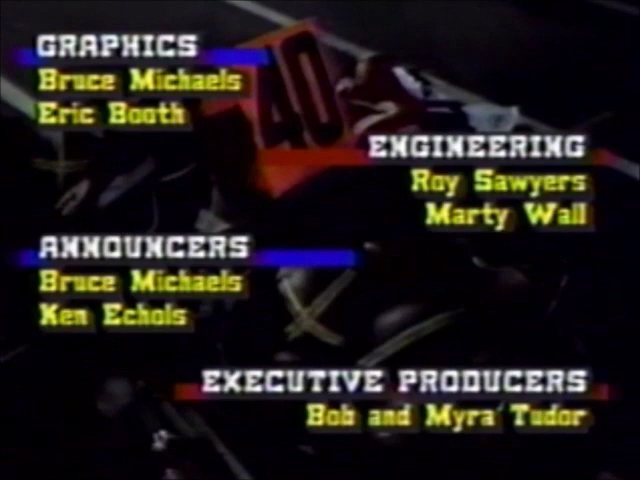 GRAPHICS
Bruce Michaels
Eric Booth
40
ENGINEERING
Roy Sawyers
Marty Wall
ANNOUNCERS
Bruce Michaels
Ken Echols
EXECUTIVE PRODUCERS
Bob and Myra Tudor